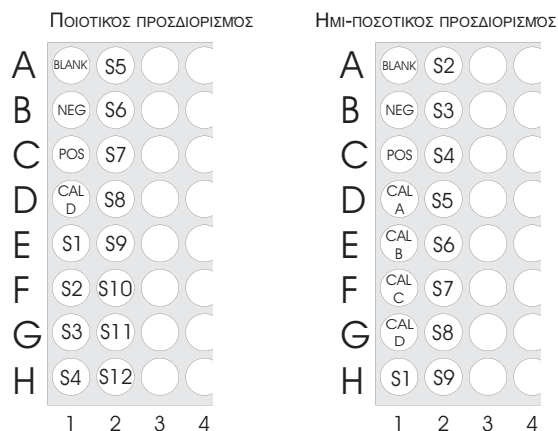 Ποιοτικός προσδιορισμός
A BLANK S5
B NEG S6
C POS S7
D CAL D S8
E S1 S9
F S2 S10
G S3 S11
H S4 S12
1 2 3 4
Ημι-ποσοτικός προσδιορισμός
A BLANK S2
B NEG S3
C POS S4
D CAL A S5
E CAL B S6
F CAL C S7
G CAL D S8
H S1 S9
1 2 3 4